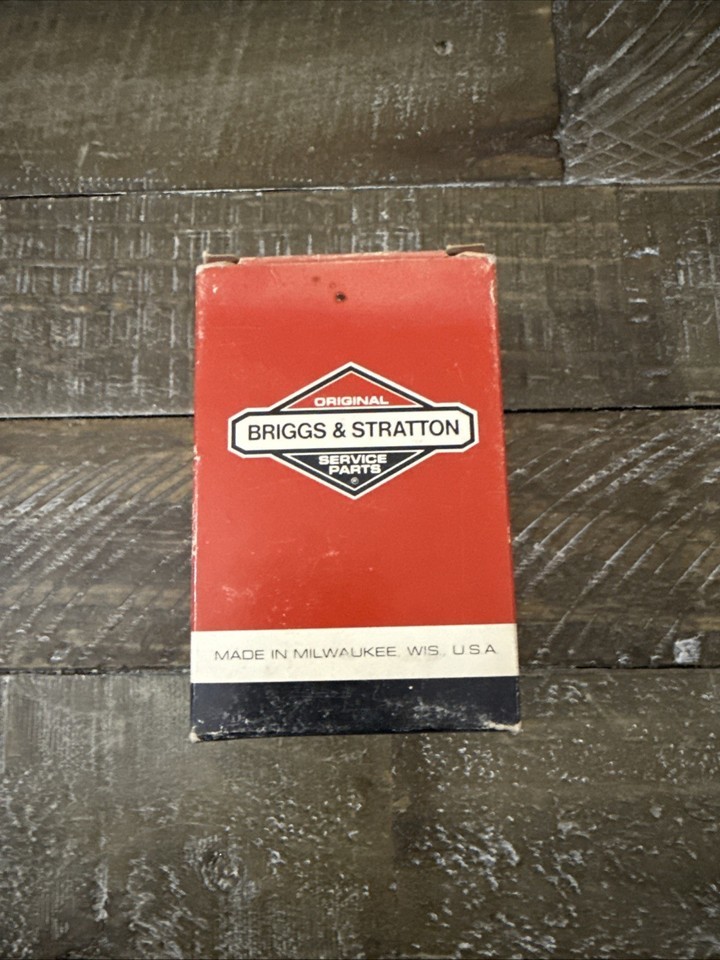 ORIGINAL
BRIGGS & STRATTON
SERVICE
PARTS
®
MADE IN MILWAUKEE, WIS., U.S.A.